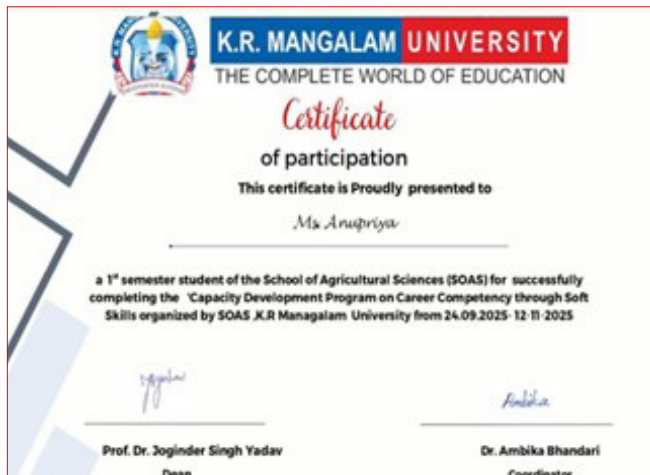 K.R. MANGALAM UNIVERSITY
THE COMPLETE WORLD OF EDUCATION
Certificate
of participation
This certificate is Proudly presented to
Ms Anupriya
a 1st semester student of the School of Agricultural Sciences (SOAS) for successfully
completing the 'Capacity Development Program on Career Competency through Soft
Skills organized by SOAS .K.R Managalam University from 24.09.2025- 12-11-2025
Ambika
Prof. Dr. Joginder Singh Yadav
Dr. Ambika Bhandari
Dean
Coordinator